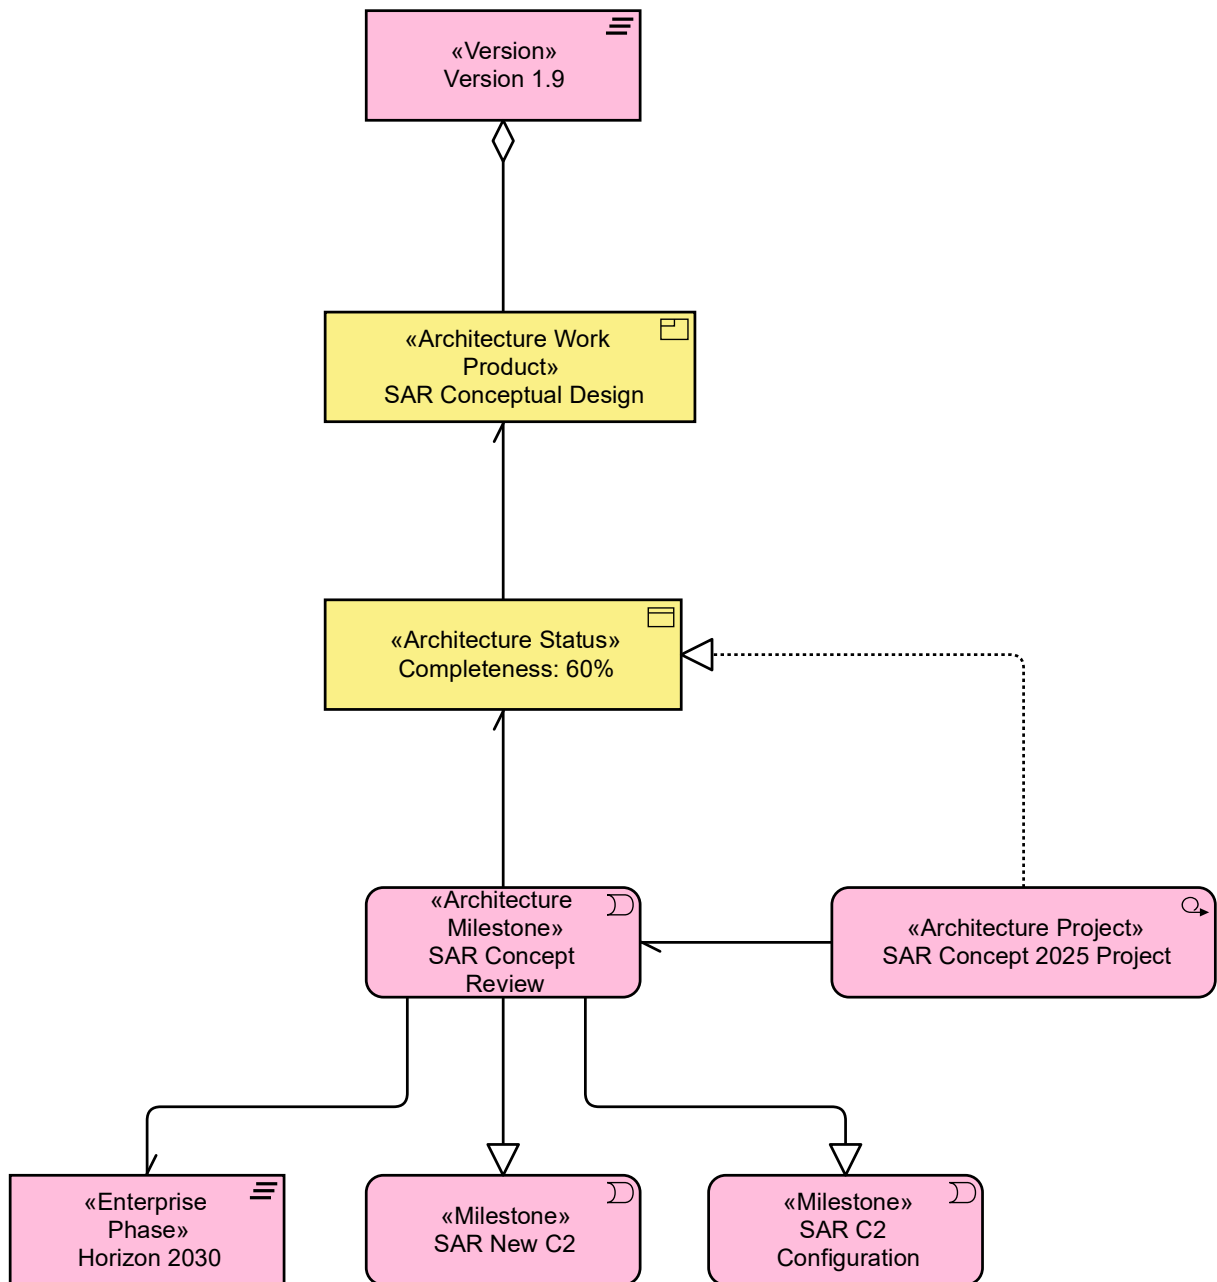 «Version»
Version 1.9
«Architecture Work
Product»
SAR Conceptual Design
«Architecture Status»
Completeness: 60%
«Architecture
Milestone»
SAR Concept
Review
«Architecture Project»
SAR Concept 2025 Project
«Enterprise
Phase»
Horizon 2030
«Milestone»
SAR New C2
«Milestone»
SAR C2
Configuration